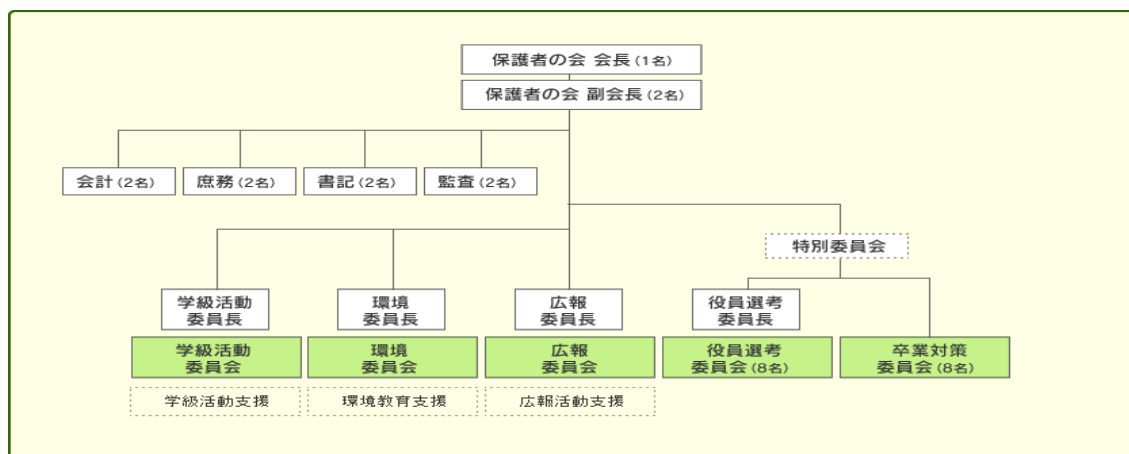 保護者の会 会長(1名)
保護者の会 副会長(2名)
会計(2名)
庶務(2名)
書記(2名)
監査(2名)
特別委員会
学級活動
委員長
環境
委員長
広報
委員長
役員選考
委員長
学級活動
委員会
環境
委員会
広報
委員会
役員選考
委員会(8名)
卒業対策
委員会(8名)
学級活動支援
環境教育支援
広報活動支援